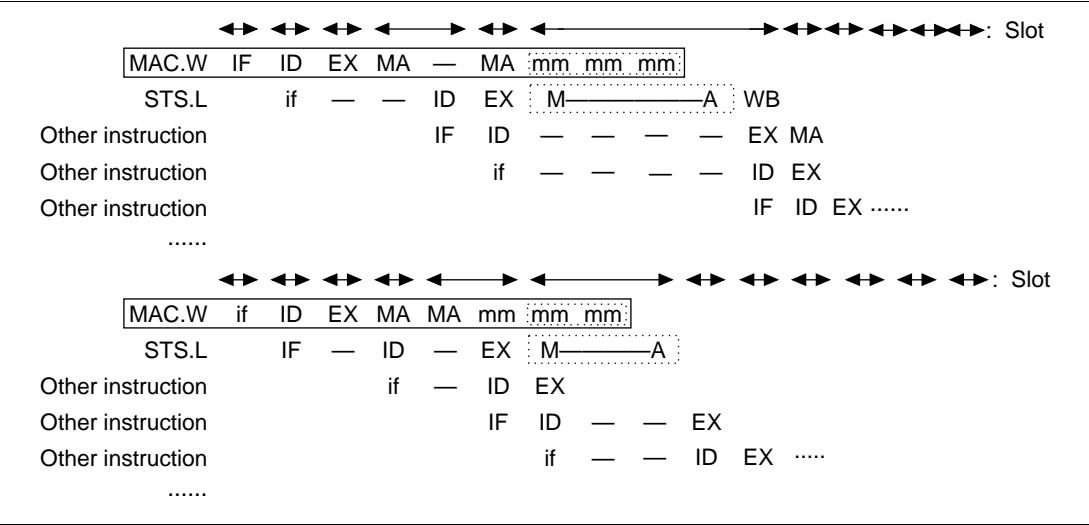 : Slot
MAC.W IF ID EX MA — MA mm mm mm
STS.L if — — ID EX M———————A WB
Other instruction IF ID — — — — EX MA
Other instruction if — — — — ID EX
Other instruction IF ID EX ······
······
: Slot
MAC.W if ID EX MA MA mm mm mm
STS.L IF — ID — EX M————A
Other instruction if — ID EX
Other instruction IF ID — — EX
Other instruction if — — ID EX ·····
······